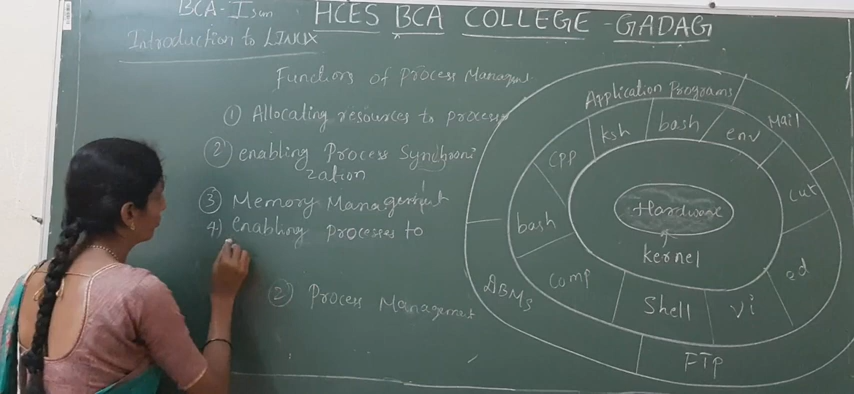 BCA-I sem
HCES BCA COLLEGE - GADAG
Introduction to LINUX
Functions of Process Managem
① Allocating resources to process
② enabling Process Synchroni
zation
③ Memory Management
4) Enabling Processes to
② Process Management
Application Programs
Mail
ksh
bash
env
CPP
cut
bash
Hardware
kernel
Comp
ed
DBMS
Shell
Vi
FTP